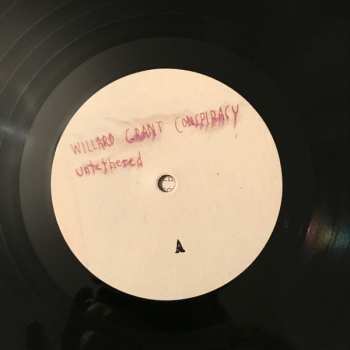 WILLARD GRANT CONSPIRACY
untethered
A